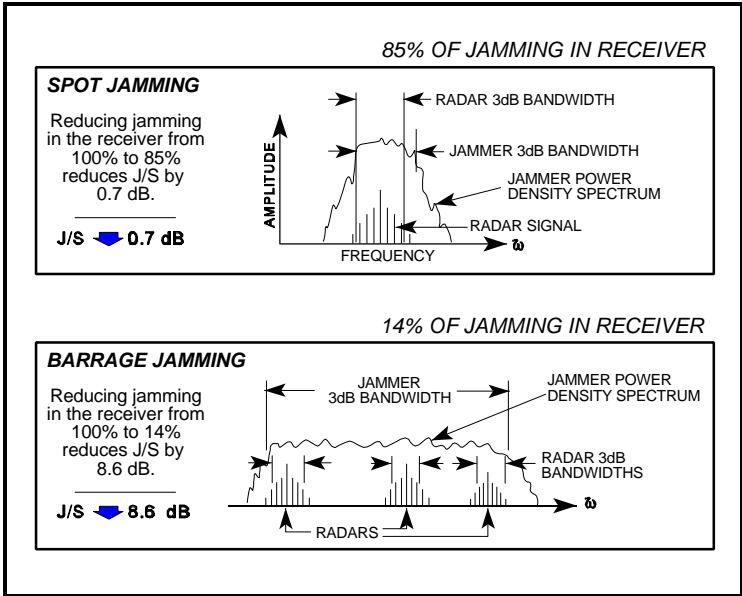 85% OF JAMMING IN RECEIVER
SPOT JAMMING
Reducing jamming
in the receiver from
100% to 85%
reduces J/S by
0.7 dB.
J/S 0.7 dB
AMPLITUDE
RADAR 3dB BANDWIDTH
JAMMER 3dB BANDWIDTH
JAMMER POWER
DENSITY SPECTRUM
RADAR SIGNAL
ω
FREQUENCY
14% OF JAMMING IN RECEIVER
BARRAGE JAMMING
Reducing jamming
in the receiver from
100% to 14%
reduces J/S by
8.6 dB.
J/S 8.6 dB
JAMMER
3dB BANDWIDTH
JAMMER POWER
DENSITY SPECTRUM
RADAR 3dB
BANDWIDTHS
ω
RADARS